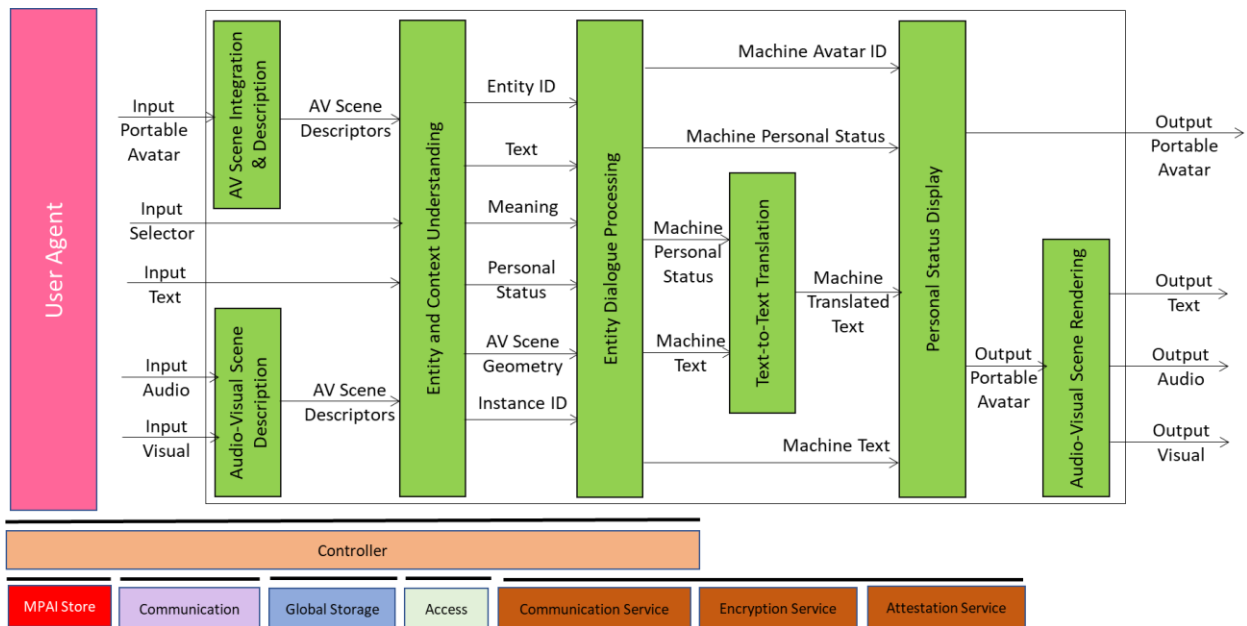 User Agent
Input
Portable
Avatar
Input
Selector
Input
Text
Input
Audio
Input
Visual
AV Scene Integration
& Description
Audio-Visual Scene
Description
AV Scene
Descriptors
AV Scene
Descriptors
Entity and Context Understanding
Entity ID
Text
Meaning
Personal
Status
AV Scene
Geometry
Instance ID
Entity Dialogue Processing
Machine Avatar ID
Machine Personal Status
Machine
Personal
Status
Machine
Text
Text-to-Text Translation
Machine
Translated
Text
Machine Text
Personal Status Display
Output
Portable
Avatar
Audio-Visual Scene Rendering
Output
Portable
Avatar
Output
Text
Output
Audio
Output
Visual
Controller
MPAI Store
Communication
Global Storage
Access
Communication Service
Encryption Service
Attestation Service